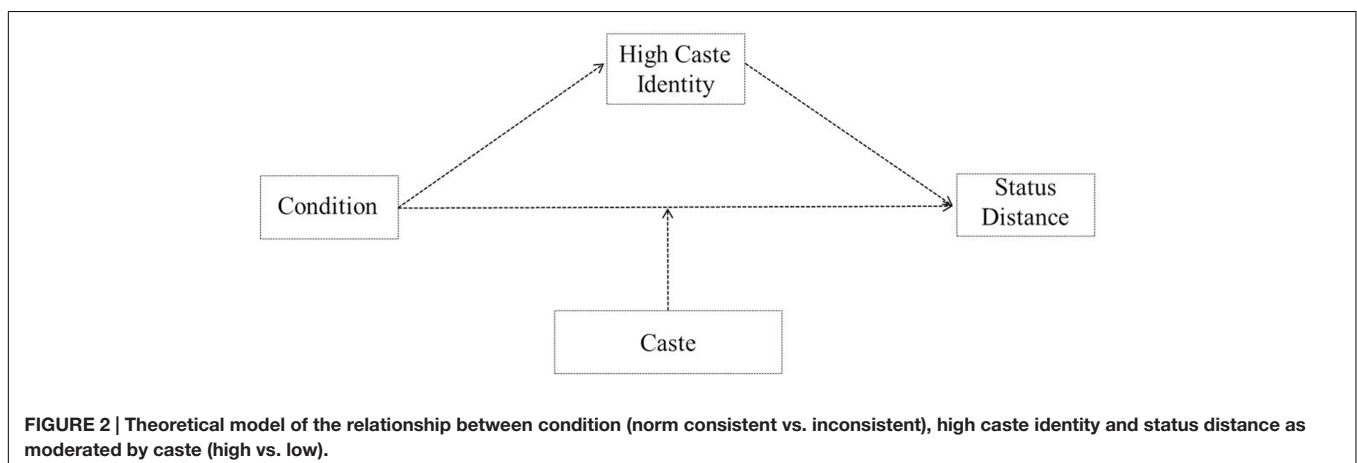 High Caste
Identity
Condition
Status
Distance
Caste
FIGURE 2 | Theoretical model of the relationship between condition (norm consistent vs. inconsistent), high caste identity and status distance as
moderated by caste (high vs. low).